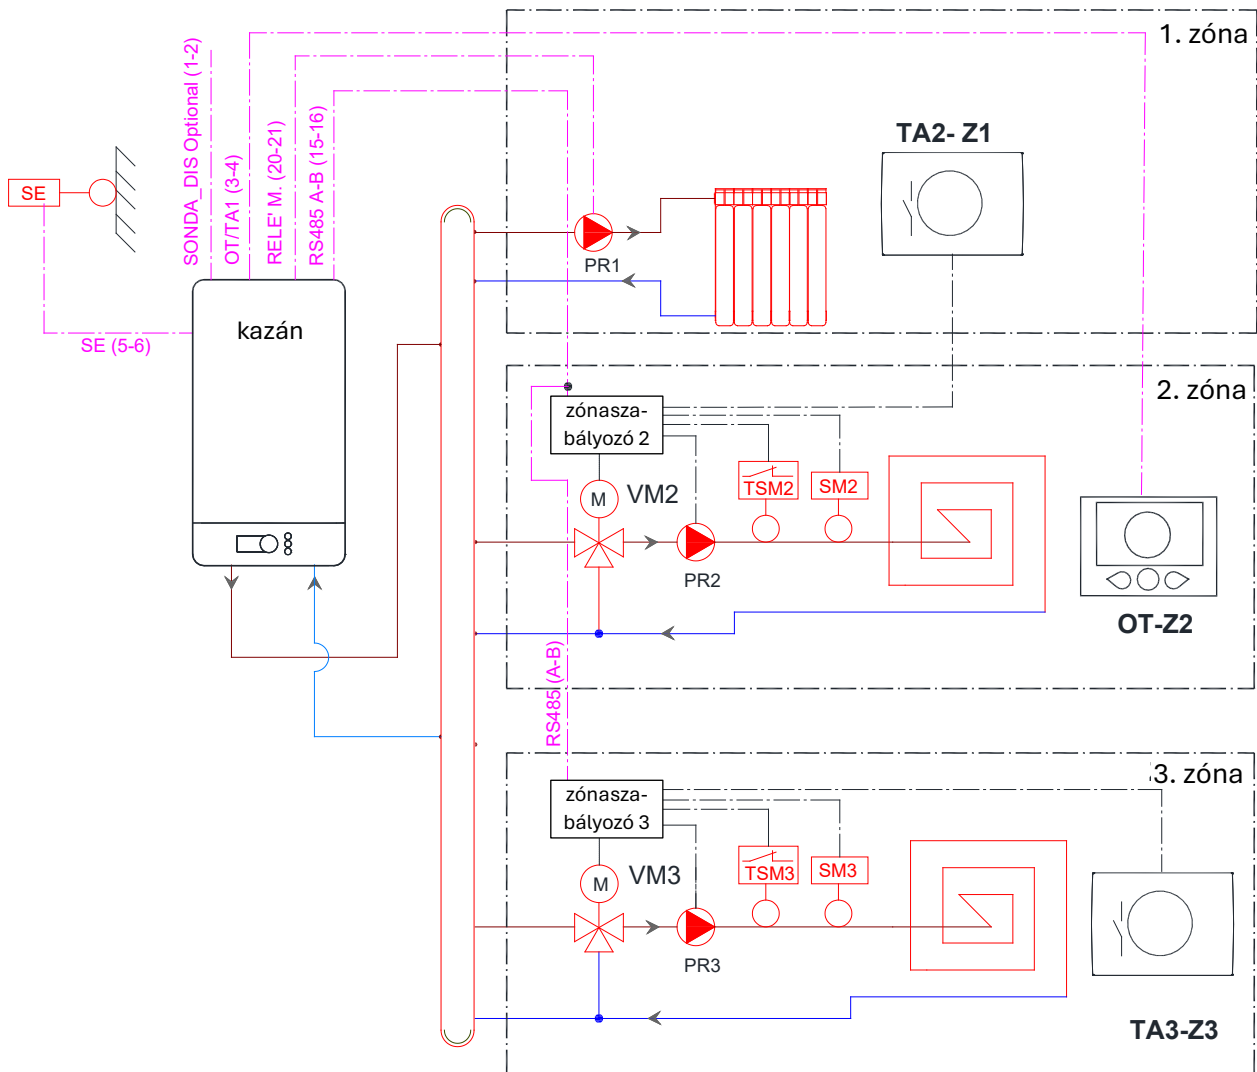 1. zóna
SONDA_DIS Optional (1-2)
OT/TA1 (3-4)
RELE' M. (20-21)
RS485 A-B (15-16)
TA2- Z1
SE
PR1
kazán
SE (5-6)
2. zóna
zónasza-
bályozó 2
TSM2
SM2
M
VM2
PR2
OT-Z2
RS485 (A-B)
3. zóna
zónasza-
bályozó 3
TSM3
SM3
M
VM3
PR3
TA3-Z3